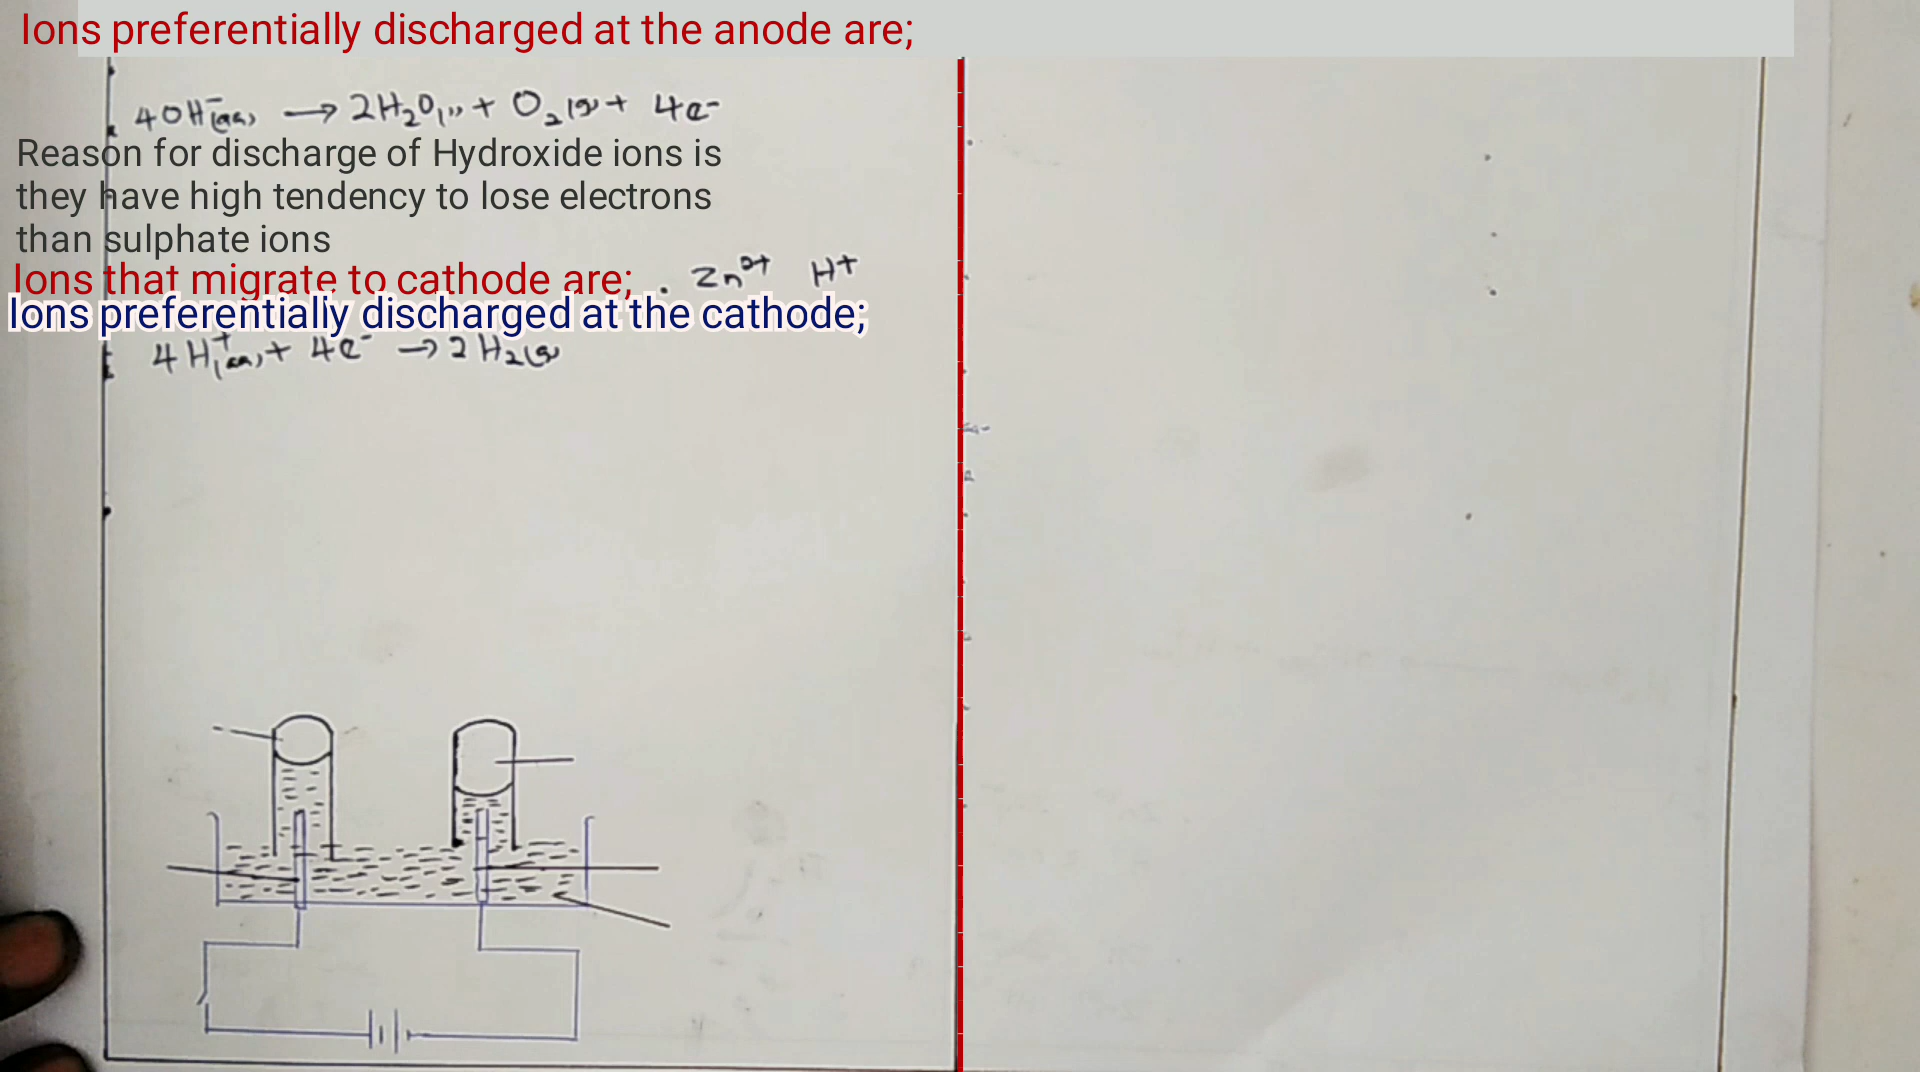 Ions preferentially discharged at the anode are;
4OH⁻(aq) → 2H₂O(l) + O₂(g) + 4e⁻
Reason for discharge of Hydroxide ions is
they have high tendency to lose electrons
than sulphate ions
Ions that migrate to cathode are; . Zn²⁺ H⁺
Ions preferentially discharged at the cathode;
4H⁺(aq) + 4e⁻ → 2H₂(g)